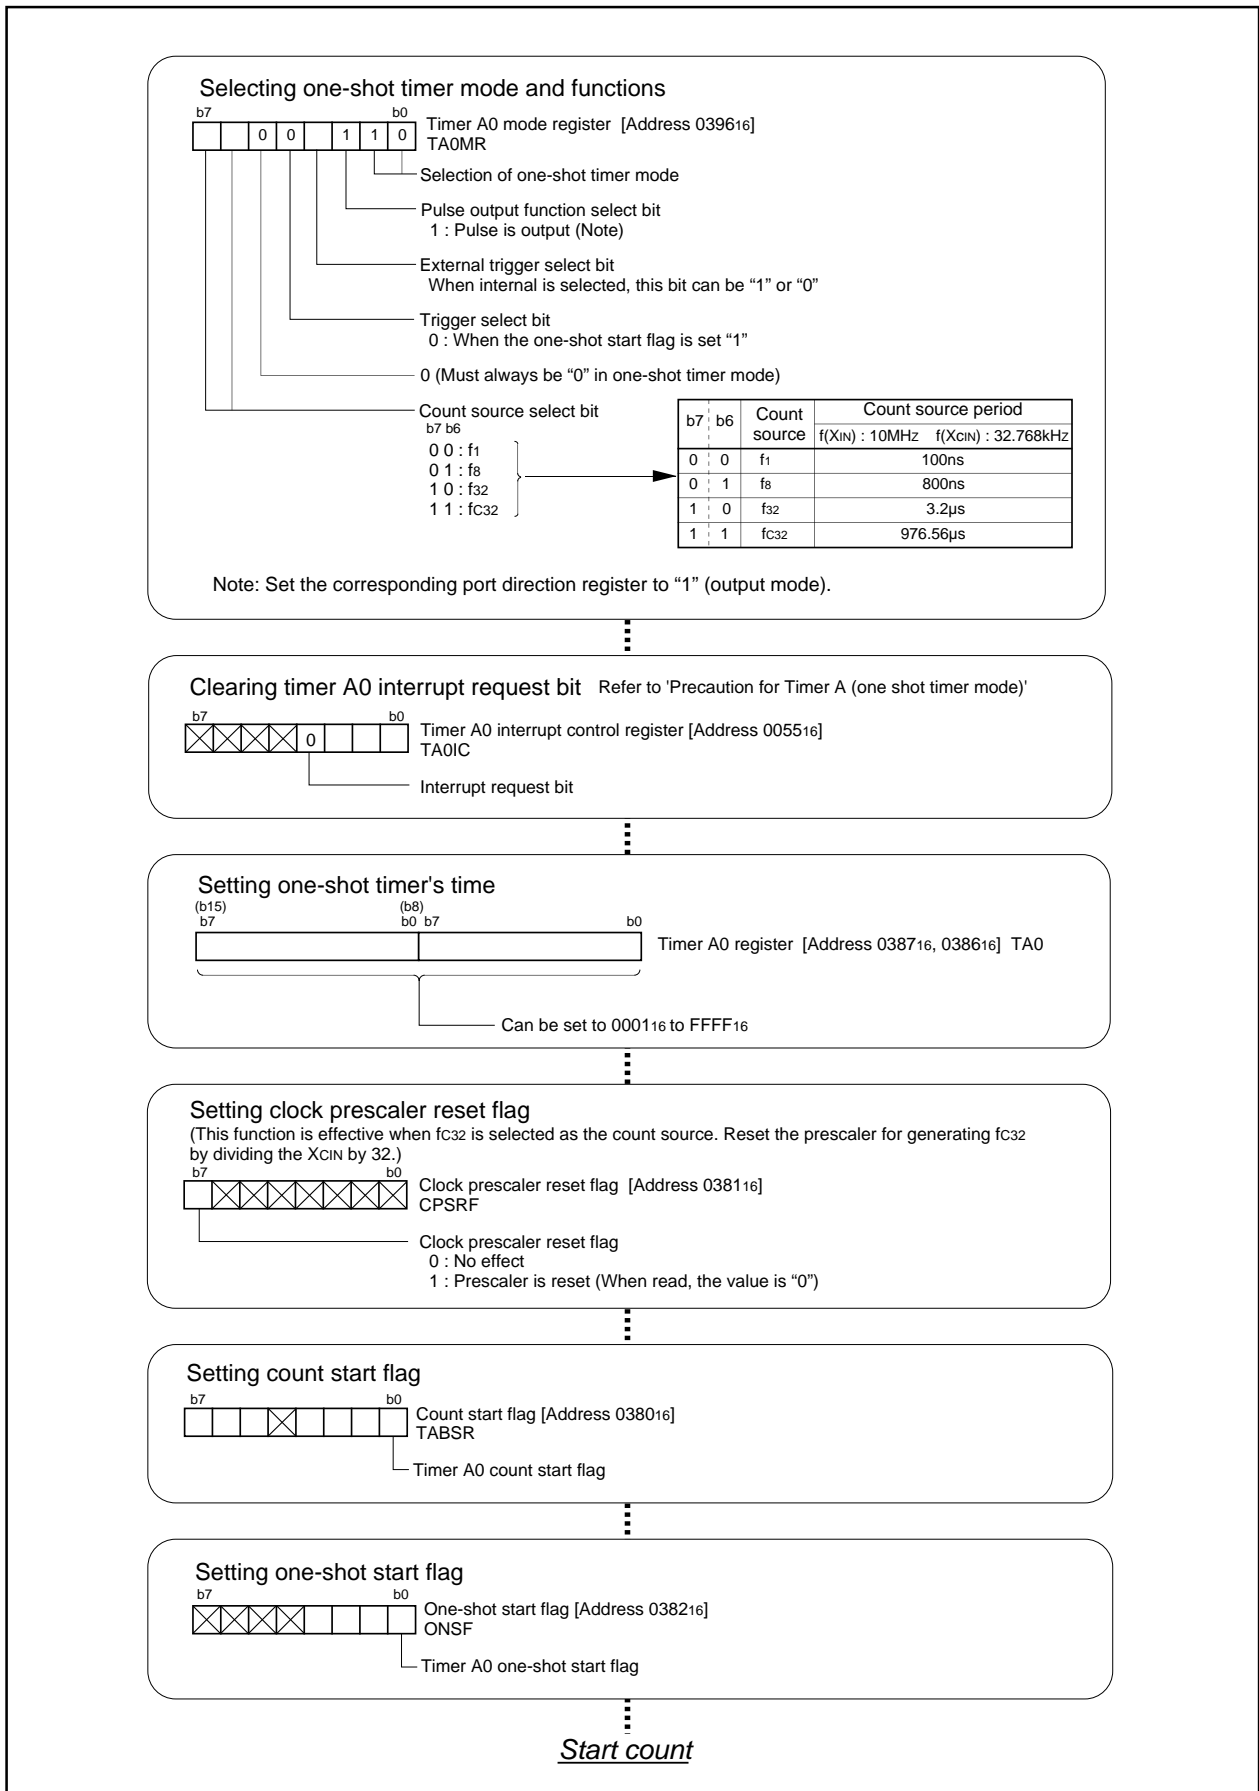 Selecting one-shot timer mode and functions
b7 b0
0 0 1 1 0
Timer A0 mode register [Address 039616]
TA0MR
Selection of one-shot timer mode
Pulse output function select bit
1 : Pulse is output (Note)
External trigger select bit
When internal is selected, this bit can be “1” or “0”
Trigger select bit
0 : When the one-shot start flag is set “1”
0 (Must always be “0” in one-shot timer mode)
Count source select bit
b7 b6
0 0 : f1
0 1 : f8
1 0 : f32
1 1 : fC32
b7 b6 Count source Count source period
f(XIN) : 10MHz f(XCIN) : 32.768kHz
0 0 f1 100ns
0 1 f8 800ns
1 0 f32 3.2µs
1 1 fC32 976.56µs
Note: Set the corresponding port direction register to “1” (output mode).
Clearing timer A0 interrupt request bit Refer to 'Precaution for Timer A (one shot timer mode)'
b7 b0
0
Timer A0 interrupt control register [Address 005516]
TA0IC
Interrupt request bit
Setting one-shot timer's time
(b15) (b8)
b7 b0 b7 b0
Timer A0 register [Address 038716, 038616] TA0
Can be set to 000116 to FFFF16
Setting clock prescaler reset flag
(This function is effective when fC32 is selected as the count source. Reset the prescaler for generating fC32
by dividing the XCIN by 32.)
b7 b0
Clock prescaler reset flag [Address 038116]
CPSRF
Clock prescaler reset flag
0 : No effect
1 : Prescaler is reset (When read, the value is “0”)
Setting count start flag
b7 b0
Count start flag [Address 038016]
TABSR
Timer A0 count start flag
Setting one-shot start flag
b7 b0
One-shot start flag [Address 038216]
ONSF
Timer A0 one-shot start flag
Start count